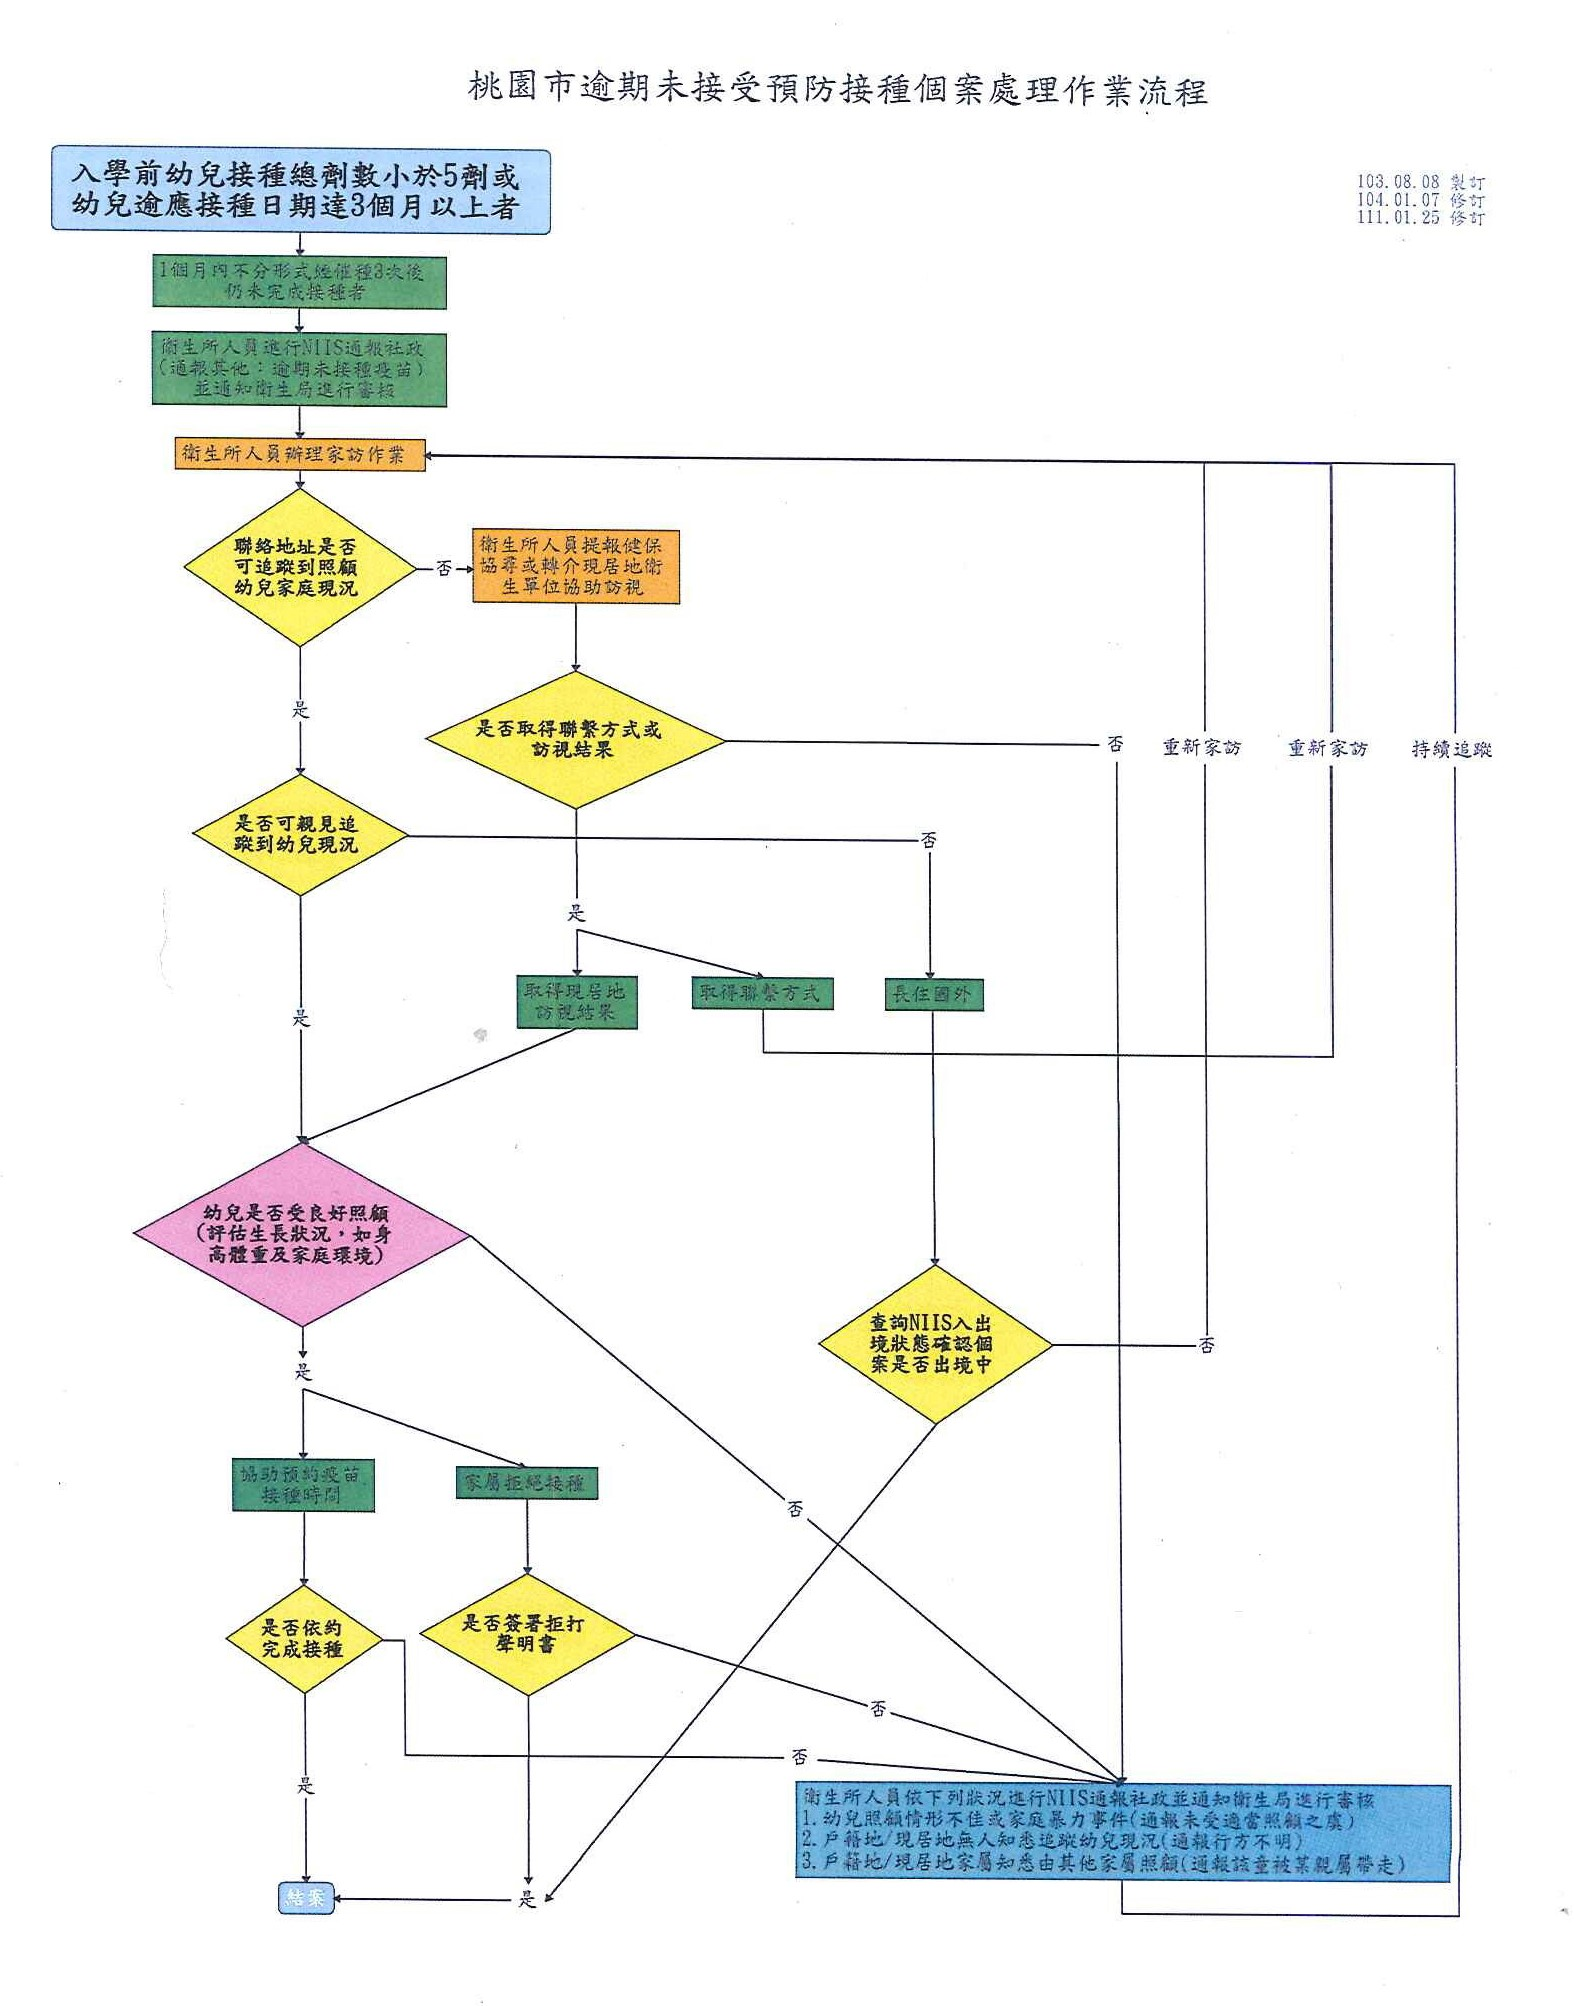 桃園市逾期未接受預防接種個案處理作業流程
103.08.08 製訂
104.01.07 修訂
111.01.25 修訂
入學前幼兒接種總劑數小於5劑或
幼兒逾應接種日期達3個月以上者
1個月內不分形式經催種3次後
仍未完成接種者
衛生所人員進行NIIS通報社政
(通報其他：逾期未接種疫苗)
並通知衛生局進行審核
衛生所人員辦理家訪作業
聯絡地址是否
可追蹤到照顧
幼兒家庭現況
否
衛生所人員提報健保
協尋或轉介現居地衛
生單位協助訪視
是
是否取得聯繫方式或
訪視結果
否
重新家訪
重新家訪
持續追蹤
是否可親見追
蹤到幼兒現況
否
是
取得現居地
訪視結果
取得聯繫方式
長住國外
是
幼兒是否受良好照顧
(評估生長狀況，如身
高體重及家庭環境)
查詢NIIS入出
境狀態確認個
案是否出境中
否
是
協助預約疫苗
接種時間
家屬拒絕接種
否
是否依約
完成接種
是否簽署拒打
聲明書
否
否
是
衛生所人員依下列狀況進行NIIS通報社政並通知衛生局進行審核
1.幼兒照顧情形不佳或家庭暴力事件(通報未受適當照顧之虞)
2.戶籍地/現居地無人知悉追蹤幼兒現況(通報行方不明)
3.戶籍地/現居地家屬知悉由其他家屬照顧(通報該童被某親屬帶走)
結案
是